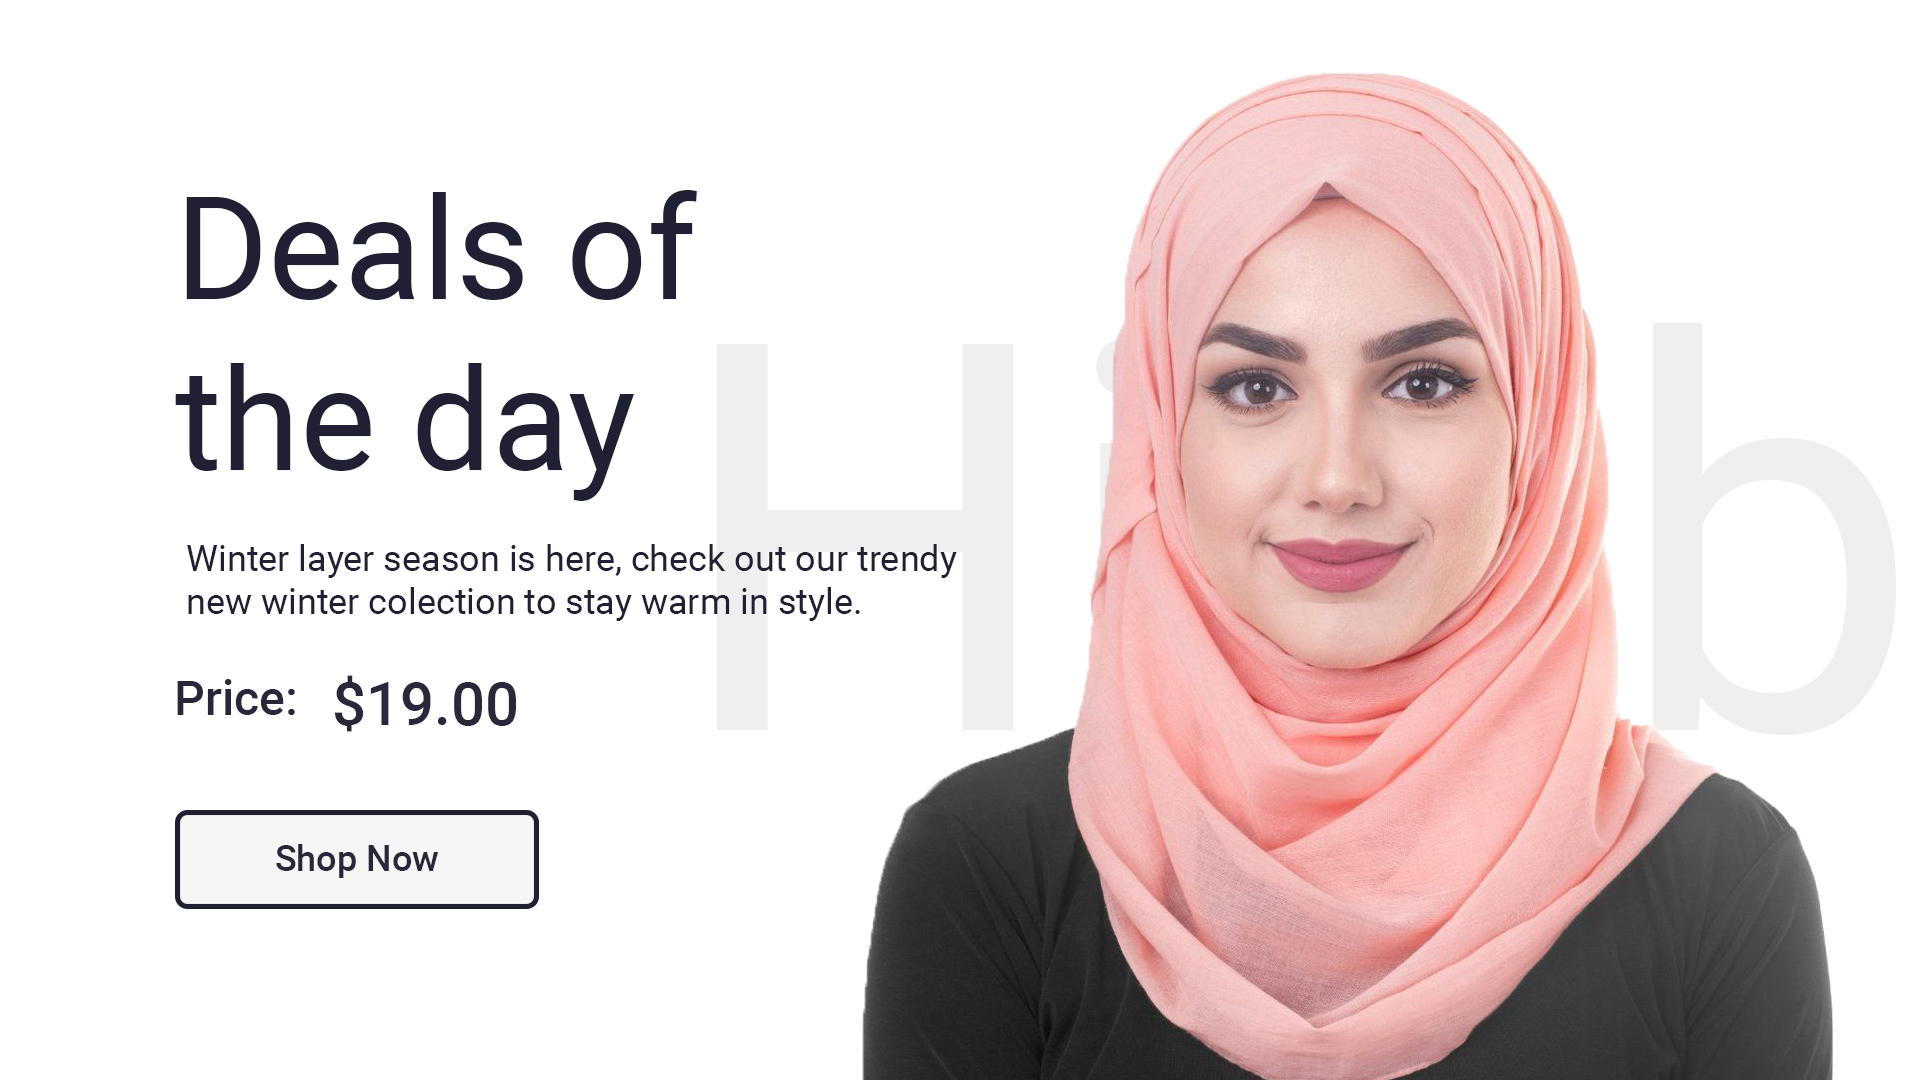 Deals of
the day
Winter layer season is here, check out our trendy
new winter colection to stay warm in style.
Price: $19.00
Shop Now